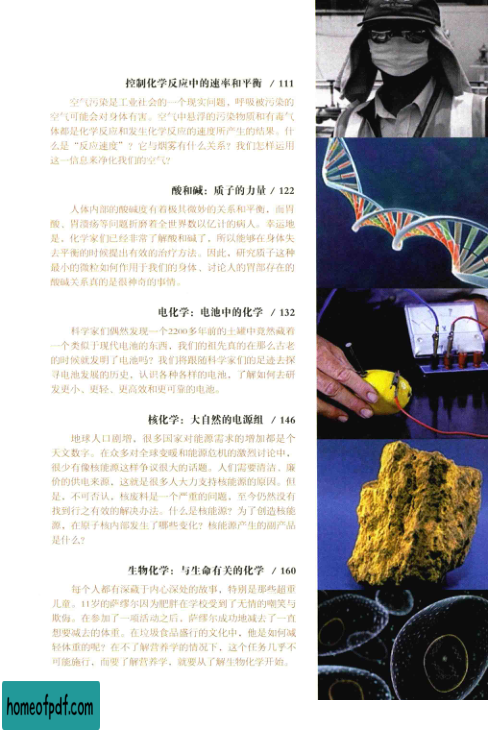 控制化学反应中的速率和平衡 / 111
空气污染是工业社会的一个现实问题，呼吸被污染的
空气可能会对身体有害。空气中悬浮的污染物质和有毒气
体都是化学反应和发生化学反应的速度所产生的结果。什
么是“反应速度”？它与烟雾有什么关系？我们怎样运用
这一信息来净化我们的空气？
酸和碱：质子的力量 / 122
人体内部的酸碱度有着极其微妙的关系和平衡，而胃
酸、胃溃疡等问题折磨着全世界数以亿计的病人。幸运地
是，化学家们已经非常了解酸和碱了，所以能够在身体失
去平衡的时候提出有效的治疗方法。因此，研究质子这种
最小的微粒如何作用于我们的身体、讨论人的胃部存在的
酸碱关系真的是很神奇的事情。
电化学：电池中的化学 / 132
科学家们偶然发现一个2200多年前的土罐中竟然藏着
一个类似于现代电池的东西，我们的祖先真的在那么古老
的时候就发明了电池吗？我们将跟随科学家们的足迹去探
寻电池发展的历史，认识各种各样的电池，了解如何去研
发更小、更轻、更高效和更可靠的电池。
核化学：大自然的电源组 / 146
地球人口剧增，很多国家对能源需求的增加都是个
天文数字。在众多对全球变暖和能源危机的激烈讨论中，
很少有像核能源这样争议很大的话题。人们需要清洁、廉
价的供电来源，这就是很多人大力支持核能源的原因。但
是，不可否认，核废料是一个严重的问题，至今仍然没有
找到行之有效的解决办法。什么是核能源？为了创造核能
源，在原子核内部发生了哪些变化？核能源产生的副产品
是什么？
生物化学：与生命有关的化学 / 160
每个人都有深藏于内心深处的故事，特别是那些超重
儿童。11岁的萨缪尔因为肥胖在学校受到了无情的嘲笑与
欺侮。在参加了一项活动之后，萨缪尔成功地减去了一直
想要减去的体重。在垃圾食品盛行的文化中，他是如何减
轻体重的呢？在不了解营养学的情况下，这个任务几乎不
可能施行，而要了解营养学，就要从了解生物化学开始。
homeofpdf.com